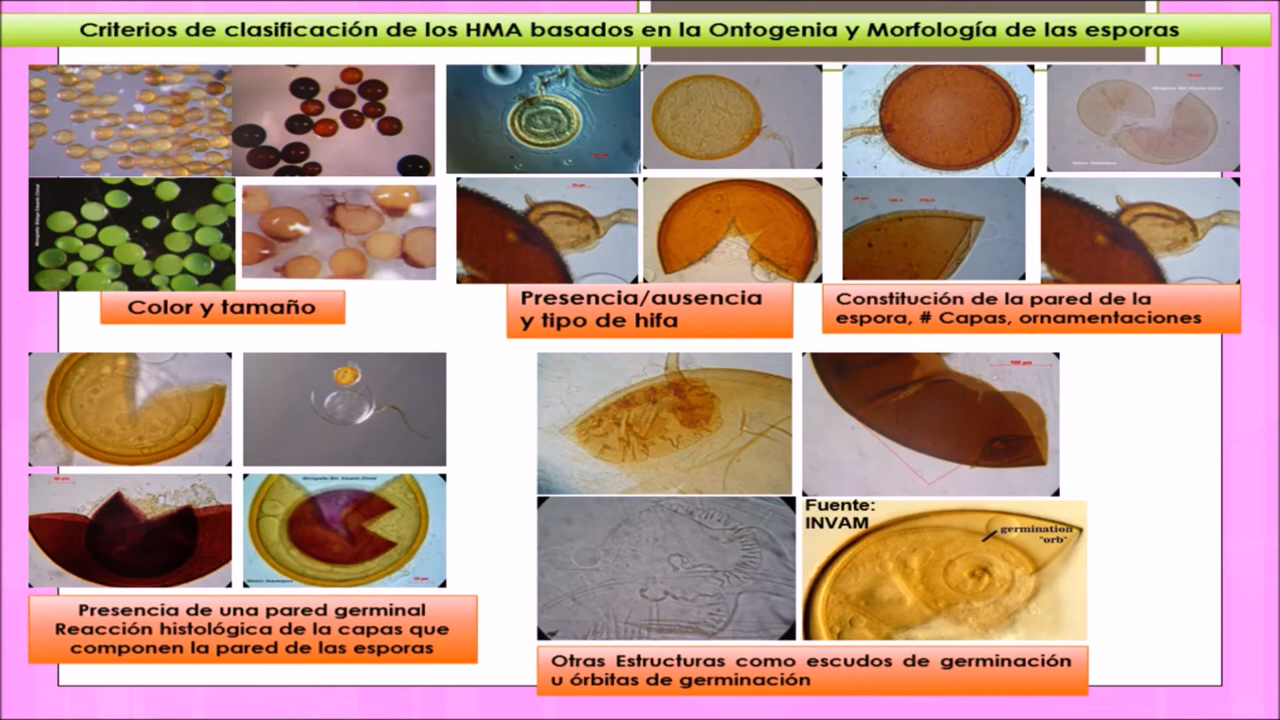 Criterios de clasificación de los HMA basados en la Ontogenia y Morfología de las esporas
Color y tamaño
Presencia/ausencia
y tipo de hifa
Constitución de la pared de la
espora, # Capas, ornamentaciones
Presencia de una pared germinal
Reacción histológica de la capas que
componen la pared de las esporas
Fuente:
INVAM
germination
"orb"
Otras Estructuras como escudos de germinación
u órbitas de germinación